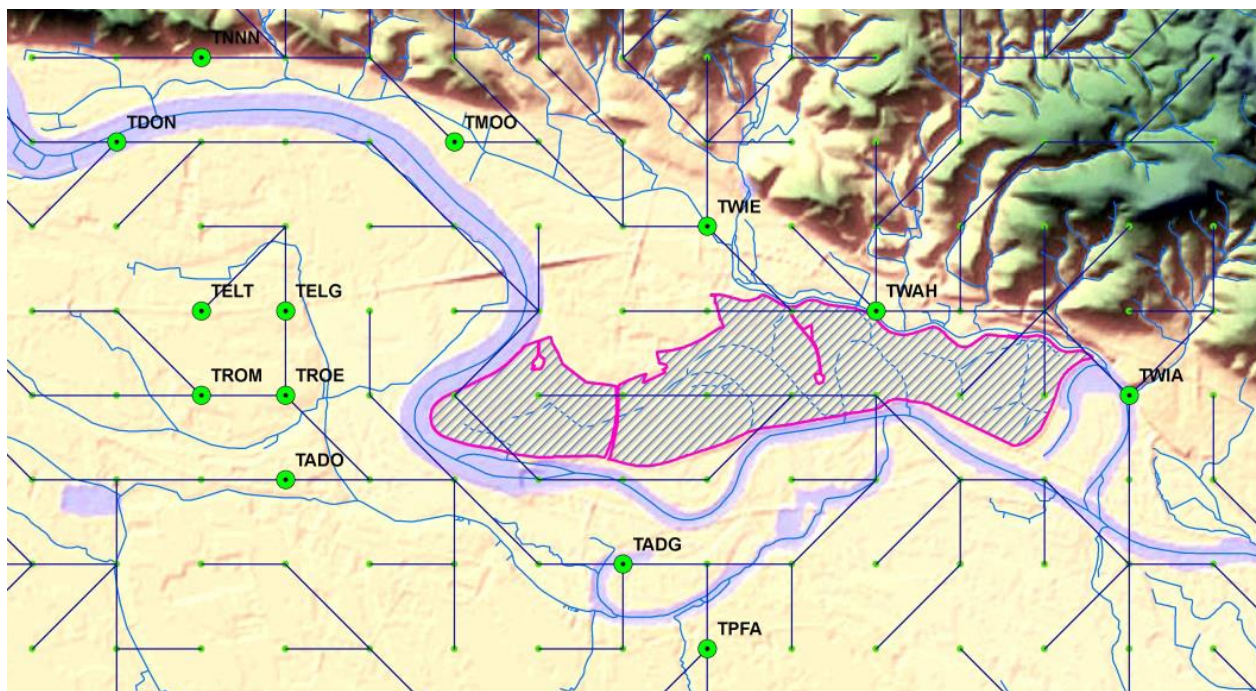 TNNN
TDON
TMOO
TWIE
TELT
TELG
TWAH
TROM
TROE
TWIA
TADO
TADG
TPFA